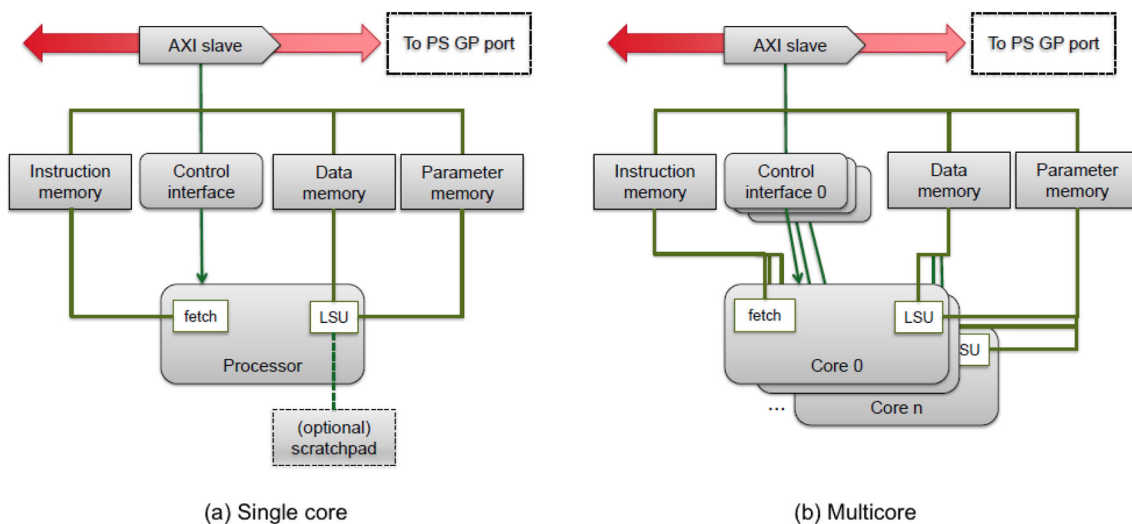 AXI slave
To PS GP port
Instruction
memory
Control
interface
Data
memory
Parameter
memory
fetch
LSU
Processor
(optional)
scratchpad
(a) Single core
AXI slave
To PS GP port
Instruction
memory
Control
interface 0
Data
memory
Parameter
memory
fetch
LSU
Core 0
SU
...
Core n
(b) Multicore